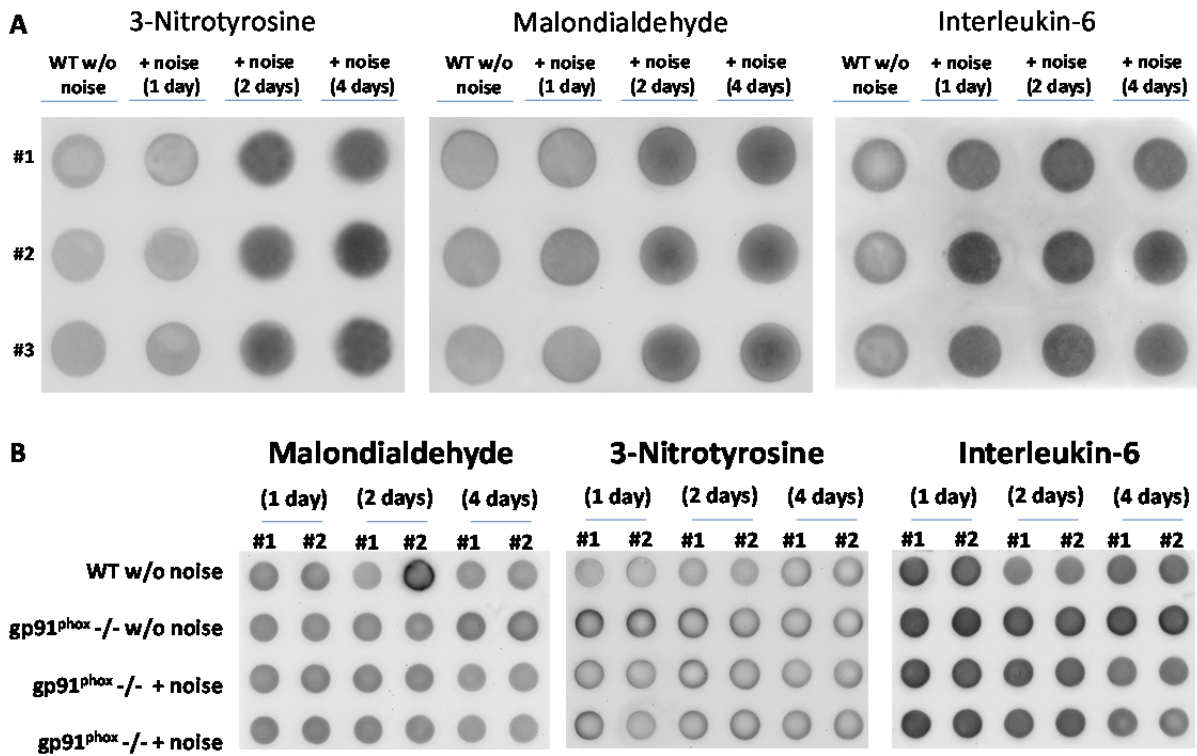 A
3-Nitrotyrosine Malondialdehyde Interleukin-6
WT w/o noise + noise (1 day) + noise (2 days) + noise (4 days) WT w/o noise + noise (1 day) + noise (2 days) + noise (4 days) WT w/o noise + noise (1 day) + noise (2 days) + noise (4 days)
#1
#2
#3
B
Malondialdehyde 3-Nitrotyrosine Interleukin-6
(1 day) (2 days) (4 days) (1 day) (2 days) (4 days) (1 day) (2 days) (4 days)
#1 #2 #1 #2 #1 #2 #1 #2 #1 #2 #1 #2 #1 #2 #1 #2 #1 #2
WT w/o noise
gp91phox -/- w/o noise
gp91phox -/- + noise
gp91phox -/- + noise